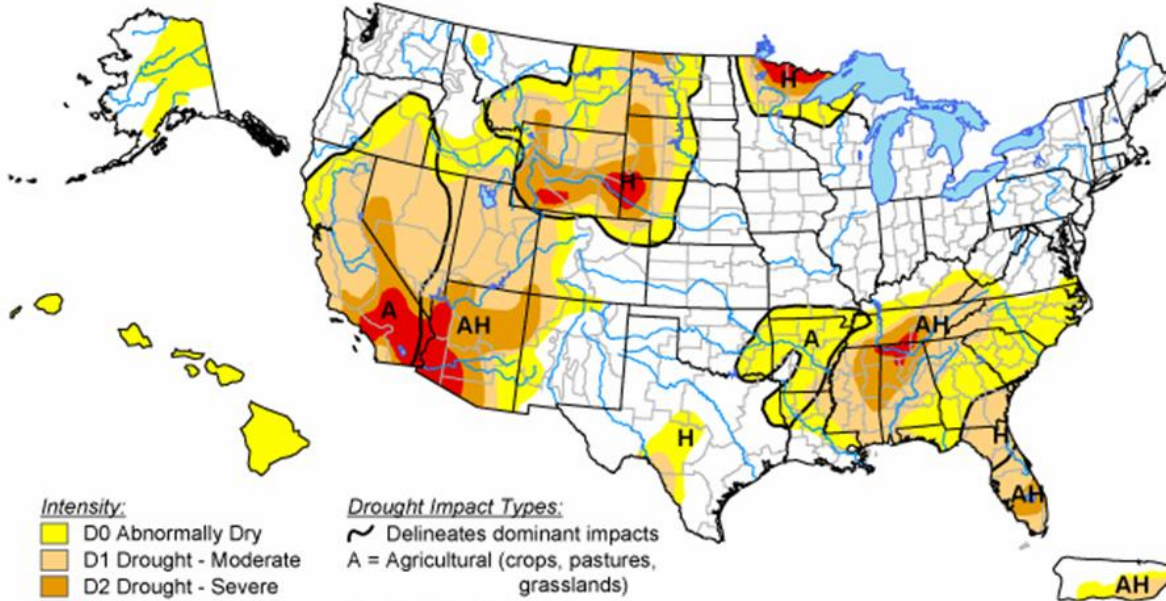 H
H
A
AH
A
AH
H
H
AH
AH
Intensity:
D0 Abnormally Dry
D1 Drought - Moderate
D2 Drought - Severe
Drought Impact Types:
Delineates dominant impacts
A = Agricultural (crops, pastures,
grasslands)